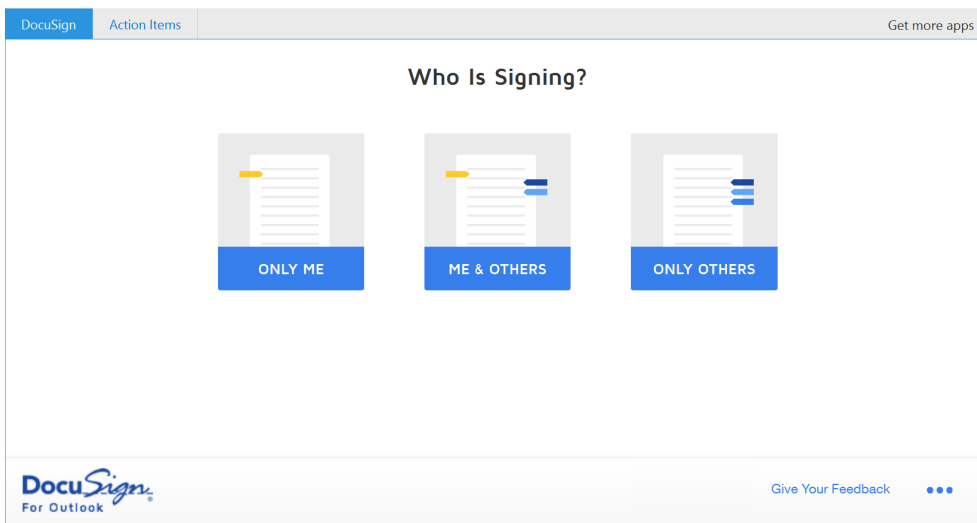 DocuSign Action Items Get more apps
Who Is Signing?
ONLY ME ME & OTHERS ONLY OTHERS
DocuSign®
For Outlook
Give Your Feedback